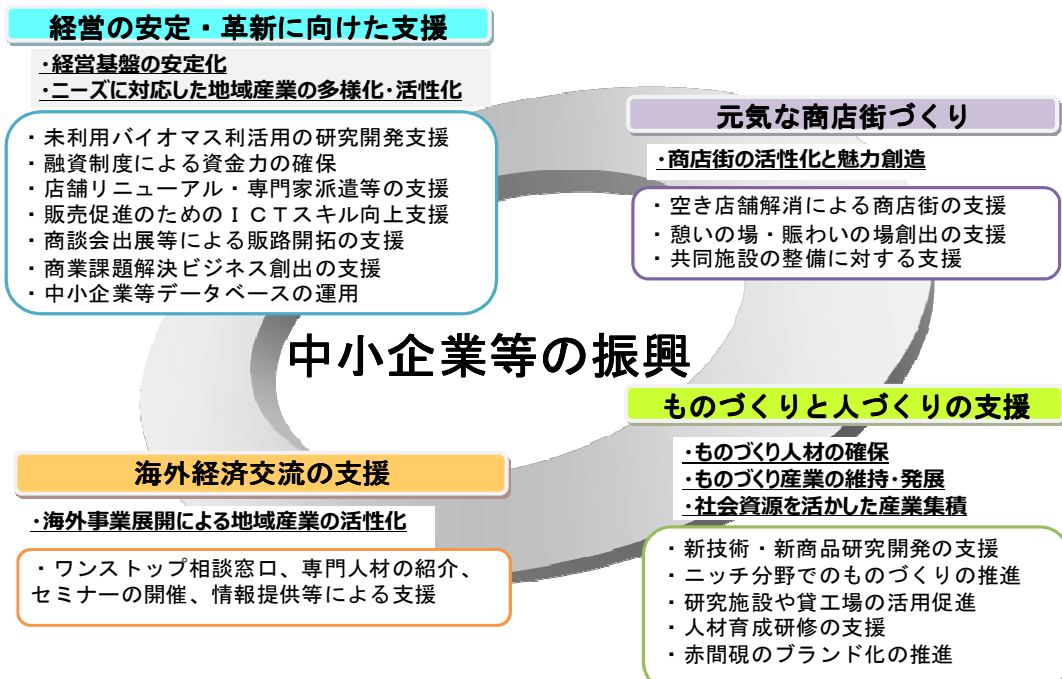 経営の安定・革新に向けた支援
・経営基盤の安定化
・ニーズに対応した地域産業の多様化・活性化
・未利用バイオマス利活用の研究開発支援
・融資制度による資金力の確保
・店舗リニューアル・専門家派遣等の支援
・販売促進のためのＩＣＴスキル向上支援
・商談会出展等による販路開拓の支援
・商業課題解決ビジネス創出の支援
・中小企業等データベースの運用
元気な商店街づくり
・商店街の活性化と魅力創造
・空き店舗解消による商店街の支援
・憩いの場・賑わいの場創出の支援
・共同施設の整備に対する支援
中小企業等の振興
海外経済交流の支援
・海外事業展開による地域産業の活性化
・ワンストップ相談窓口、専門人材の紹介、
セミナーの開催、情報提供等による支援
ものづくりと人づくりの支援
・ものづくり人材の確保
・ものづくり産業の維持・発展
・社会資源を活かした産業集積
・新技術・新商品研究開発の支援
・ニッチ分野でのものづくりの推進
・研究施設や貸工場の活用促進
・人材育成研修の支援
・赤間硯のブランド化の推進